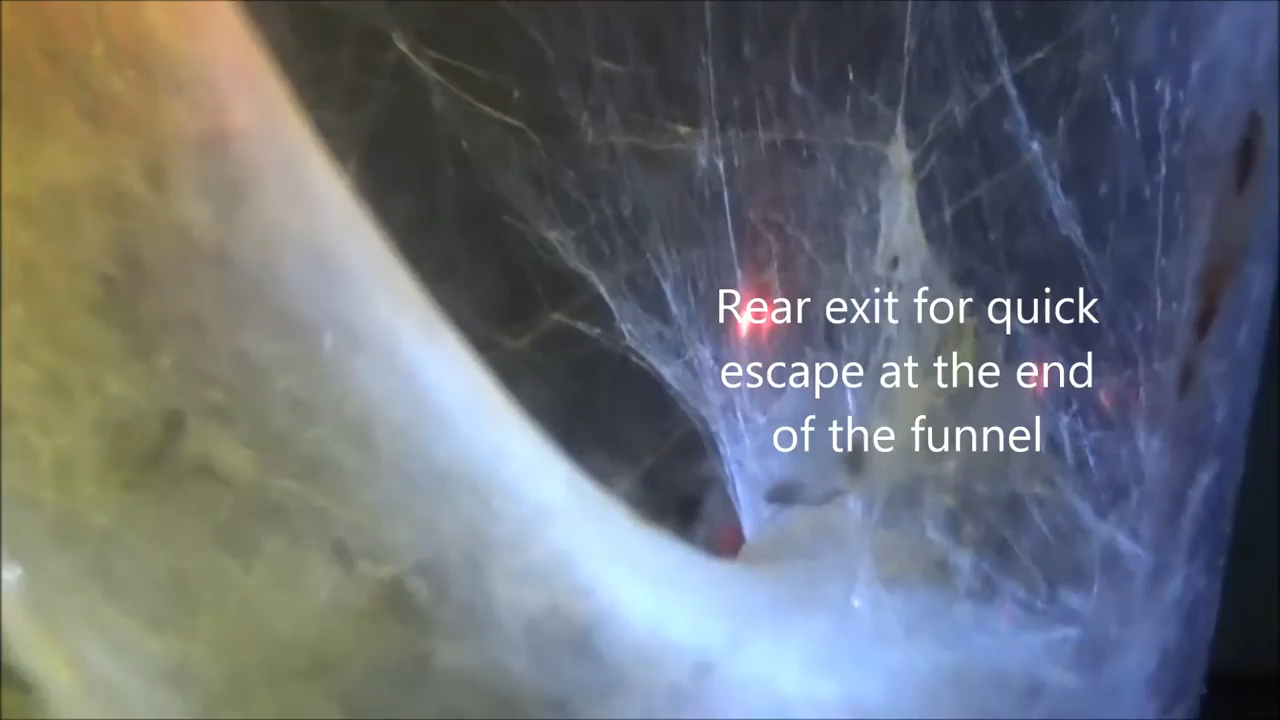 Rear exit for quick
escape at the end
of the funnel